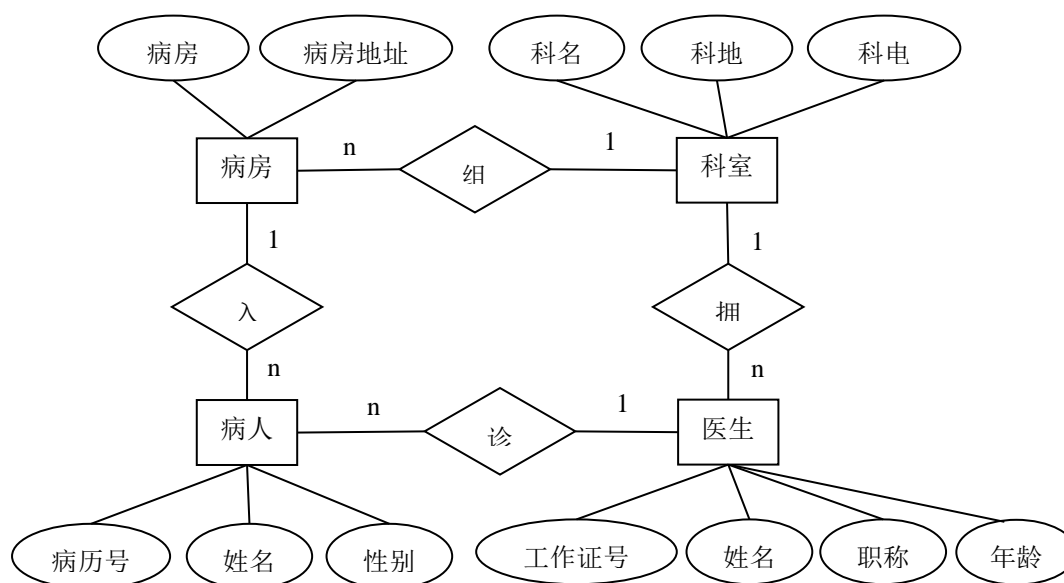 病房
病房地址
科名
科地
科电
病房
n
组
1
科室
1
1
入
拥
n
n
病人
n
诊
1
医生
病历号
姓名
性别
工作证号
姓名
职称
年龄